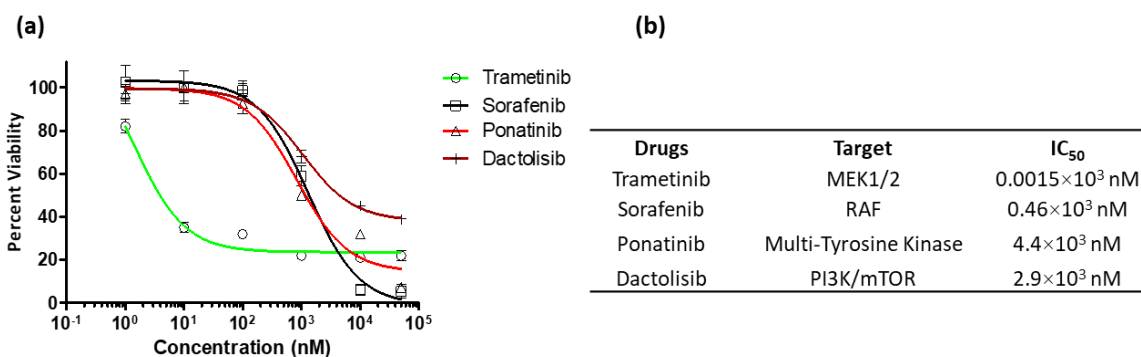 (a)
Percent Viability
100
80
60
40
20
0
10⁻¹ 10⁰ 10¹ 10² 10³ 10⁴ 10⁵
Concentration (nM)
Trametinib
Sorafenib
Ponatinib
Dactolisib
(b)
Drugs Target IC₅₀
Trametinib MEK1/2 0.0015×10³ nM
Sorafenib RAF 0.46×10³ nM
Ponatinib Multi-Tyrosine Kinase 4.4×10³ nM
Dactolisib PI3K/mTOR 2.9×10³ nM